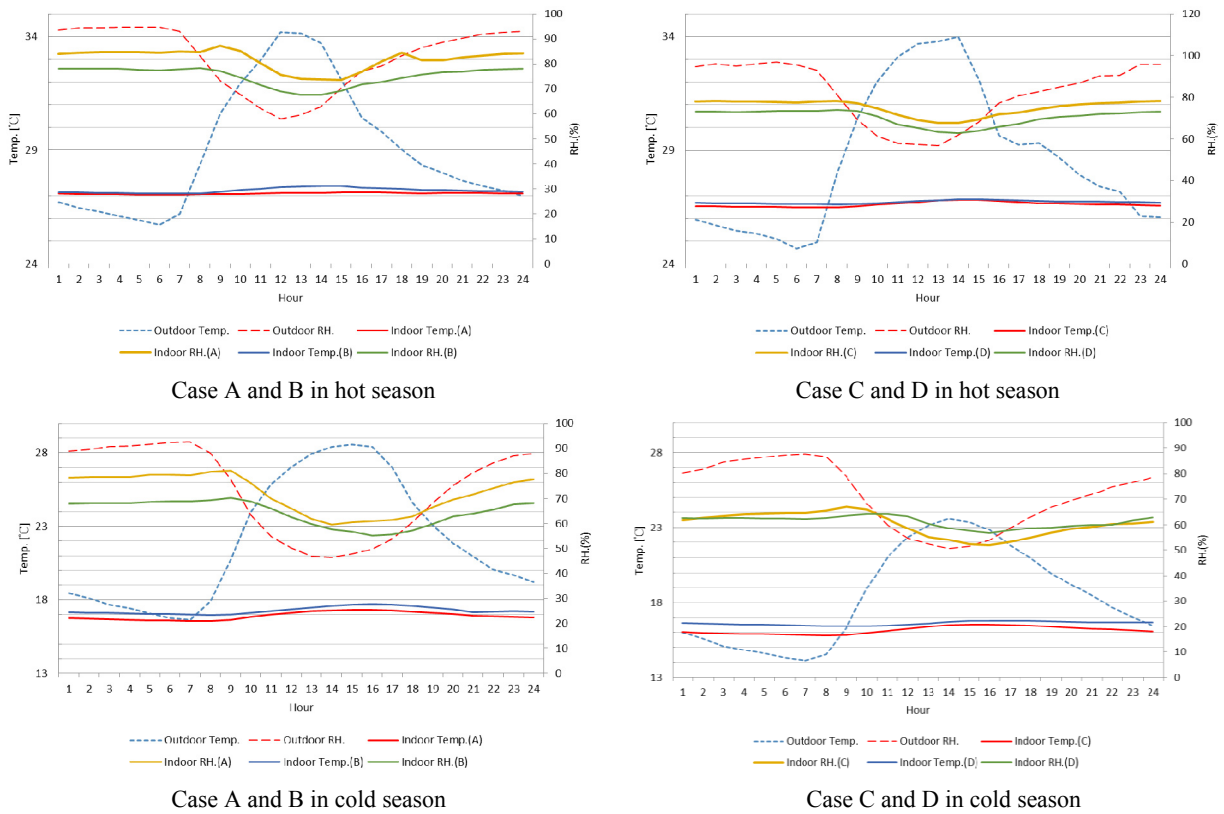 100
90
80
70
60
50
40
30
20
10
0
34
29
24
Temp. [℃]
RH.(%)
1 2 3 4 5 6 7 8 9 10 11 12 13 14 15 16 17 18 19 20 21 22 23 24
Hour
Outdoor Temp. Outdoor RH. Indoor Temp.(A)
Indoor RH.(A) Indoor Temp.(B) Indoor RH.(B)
Case A and B in hot season
120
100
80
60
40
20
0
34
29
24
Temp. [℃]
RH.(%)
1 2 3 4 5 6 7 8 9 10 11 12 13 14 15 16 17 18 19 20 21 22 23 24
Hour
Outdoor Temp. Outdoor RH. Indoor Temp.(C)
Indoor RH.(C) Indoor Temp.(D) Indoor RH.(D)
Case C and D in hot season
100
90
80
70
60
50
40
30
20
10
0
28
23
18
13
Temp. [℃]
RH.(%)
1 2 3 4 5 6 7 8 9 10 11 12 13 14 15 16 17 18 19 20 21 22 23 24
Hour
Outdoor Temp. Outdoor RH. Indoor Temp.(A)
Indoor RH.(A) Indoor Temp.(B) Indoor RH.(B)
Case A and B in cold season
100
90
80
70
60
50
40
30
20
10
0
28
23
18
13
Temp. [℃]
RH.(%)
1 2 3 4 5 6 7 8 9 10 11 12 13 14 15 16 17 18 19 20 21 22 23 24
Hour
Outdoor Temp. Outdoor RH. Indoor Temp.(C)
Indoor RH.(C) Indoor Temp.(D) Indoor RH.(D)
Case C and D in cold season